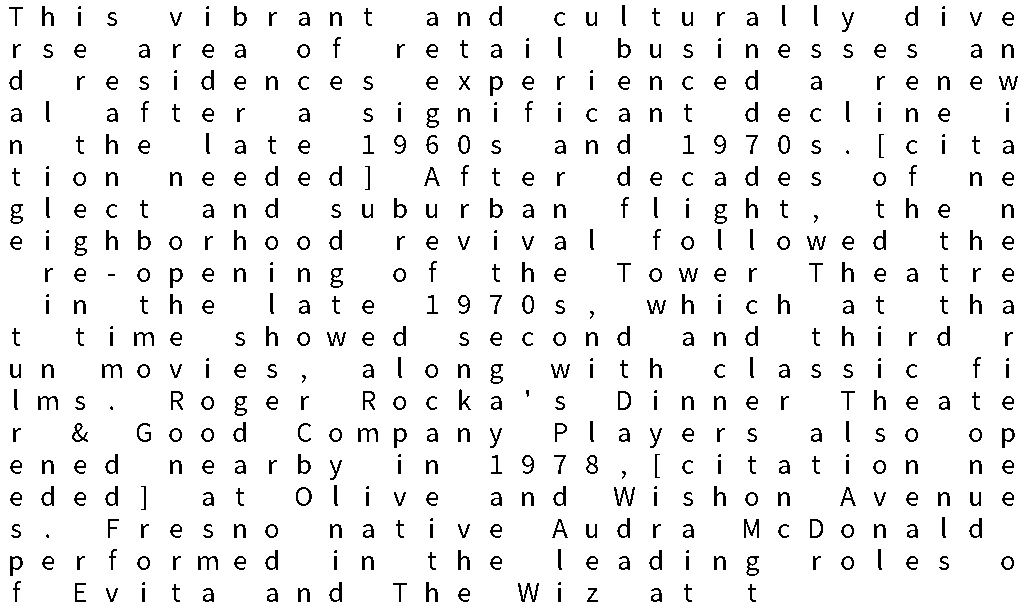 This vibrant and culturally dive
rse area of retail businesses an
d residences experienced a renew
al after a significant decline i
n the late 1960s and 1970s.[cita
tion needed] After decades of ne
glect and suburban flight, the n
eighborhood revival followed the
 re-opening of the Tower Theatre
 in the late 1970s, which at tha
t time showed second and third r
un movies, along with classic fi
lms. Roger Rocka's Dinner Theate
r & Good Company Players also op
ened nearby in 1978,[citation ne
eded] at Olive and Wishon Avenue
s. Fresno native Audra McDonald 
performed in the leading roles o
f Evita and The Wiz at t